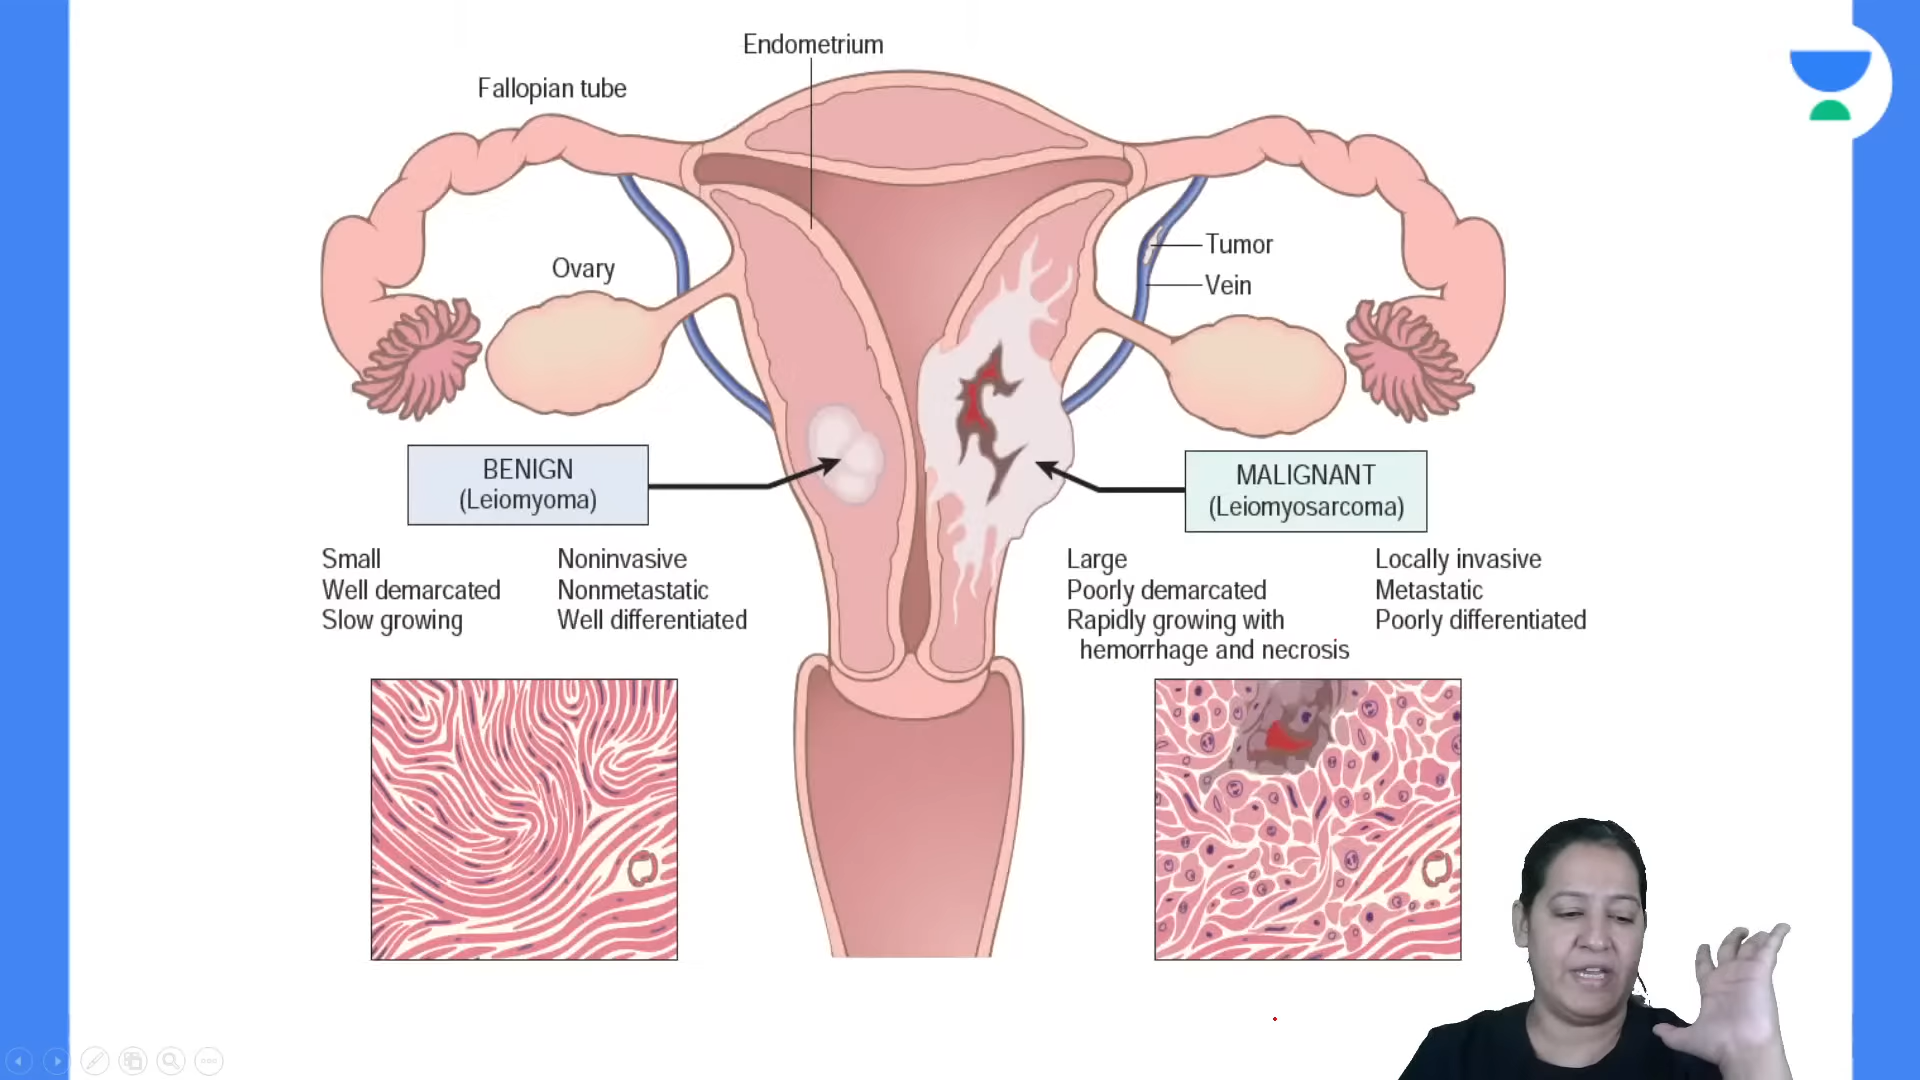 Endometrium
Fallopian tube
Ovary
Tumor
Vein
BENIGN
(Leiomyoma)
MALIGNANT
(Leiomyosarcoma)
Small
Well demarcated
Slow growing
Noninvasive
Nonmetastatic
Well differentiated
Large
Poorly demarcated
Rapidly growing with
hemorrhage and necrosis
Locally invasive
Metastatic
Poorly differentiated